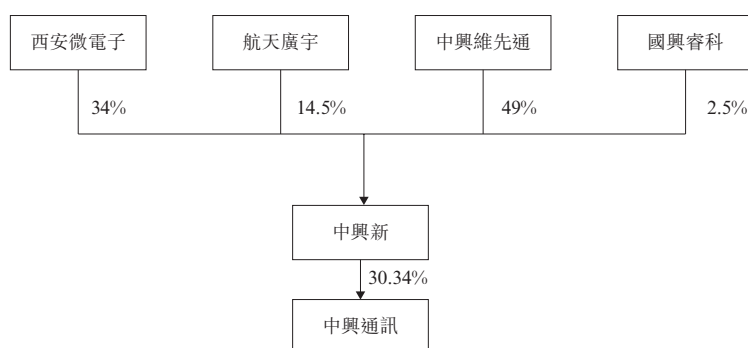 西安微電子
航天廣宇
中興維先通
國興睿科
34%
14.5%
49%
2.5%
中興新
30.34%
中興通訊